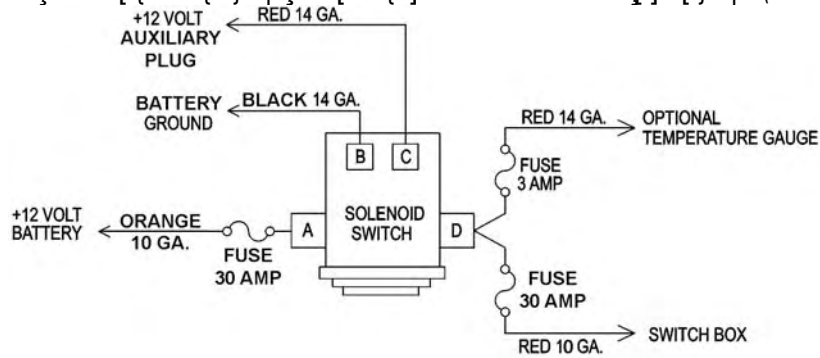 +12 VOLT
AUXILIARY
PLUG
RED 14 GA.
BATTERY
GROUND
BLACK 14 GA.
B
C
RED 14 GA.
OPTIONAL
TEMPERATURE GAUGE
FUSE
3 AMP
+12 VOLT
BATTERY
ORANGE
10 GA.
FUSE
30 AMP
A
SOLENOID
SWITCH
D
FUSE
30 AMP
RED 10 GA.
SWITCH BOX